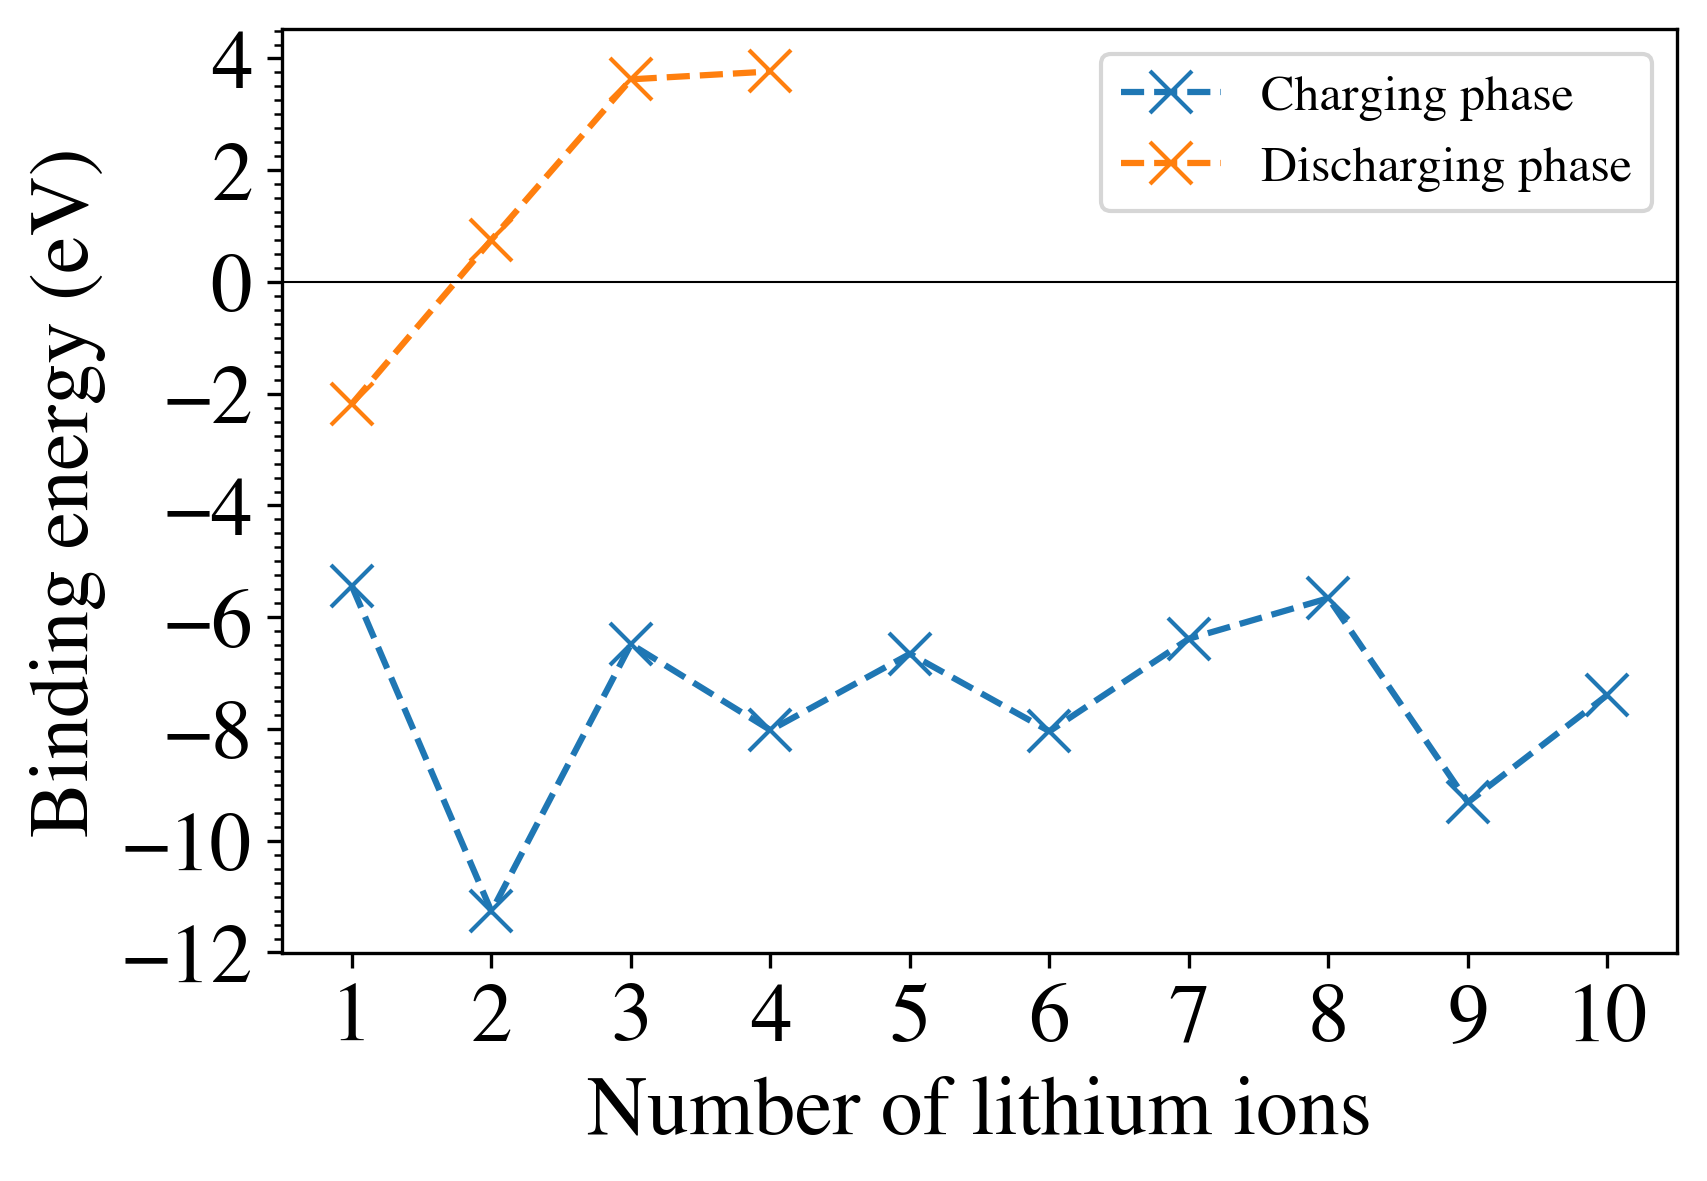 Binding energy (eV)
4
2
0
−2
−4
−6
−8
−10
−12
Charging phase
Discharging phase
1 2 3 4 5 6 7 8 9 10
Number of lithium ions